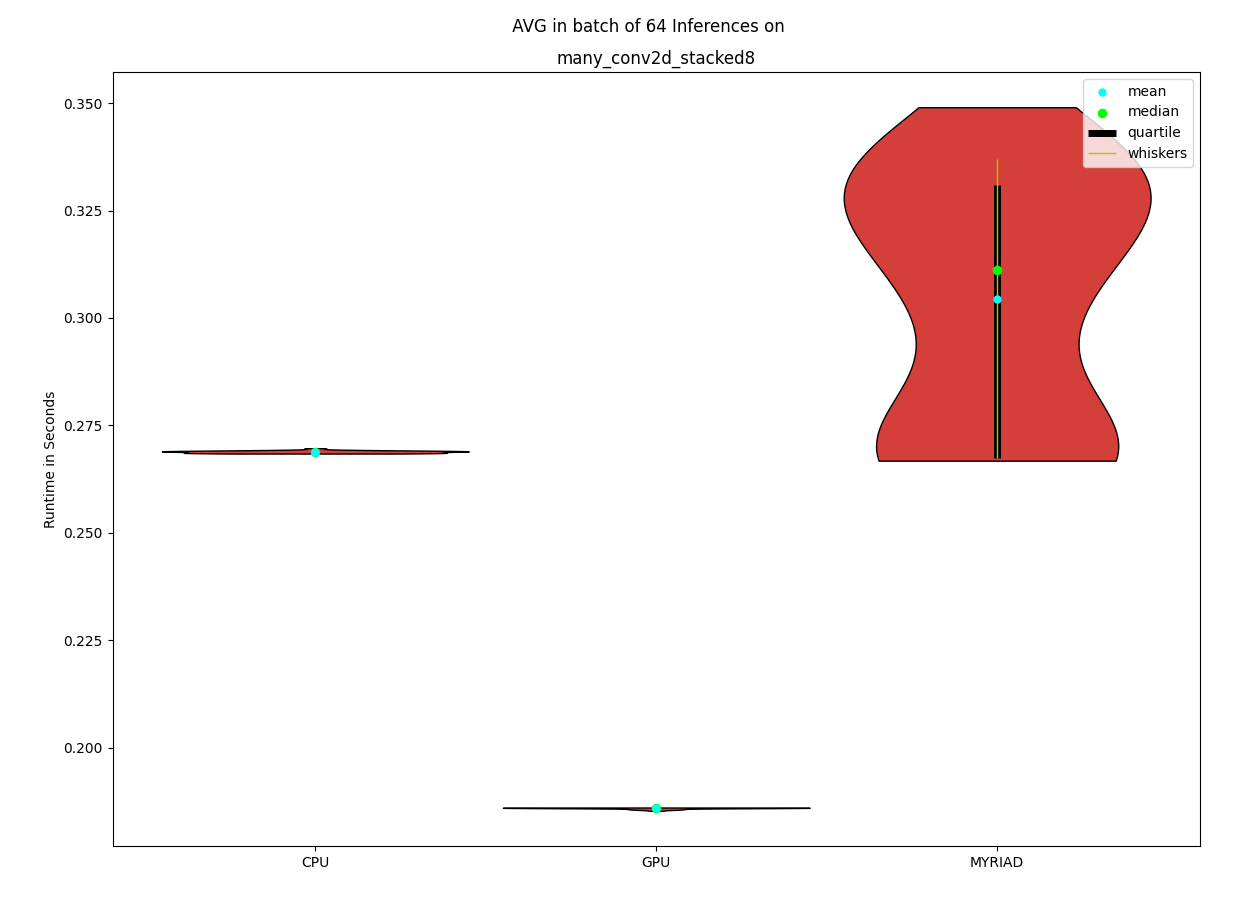 AVG in batch of 64 Inferences on
many_conv2d_stacked8
mean
median
quartile
whiskers
Runtime in Seconds
0.350
0.325
0.300
0.275
0.250
0.225
0.200
CPU
GPU
MYRIAD